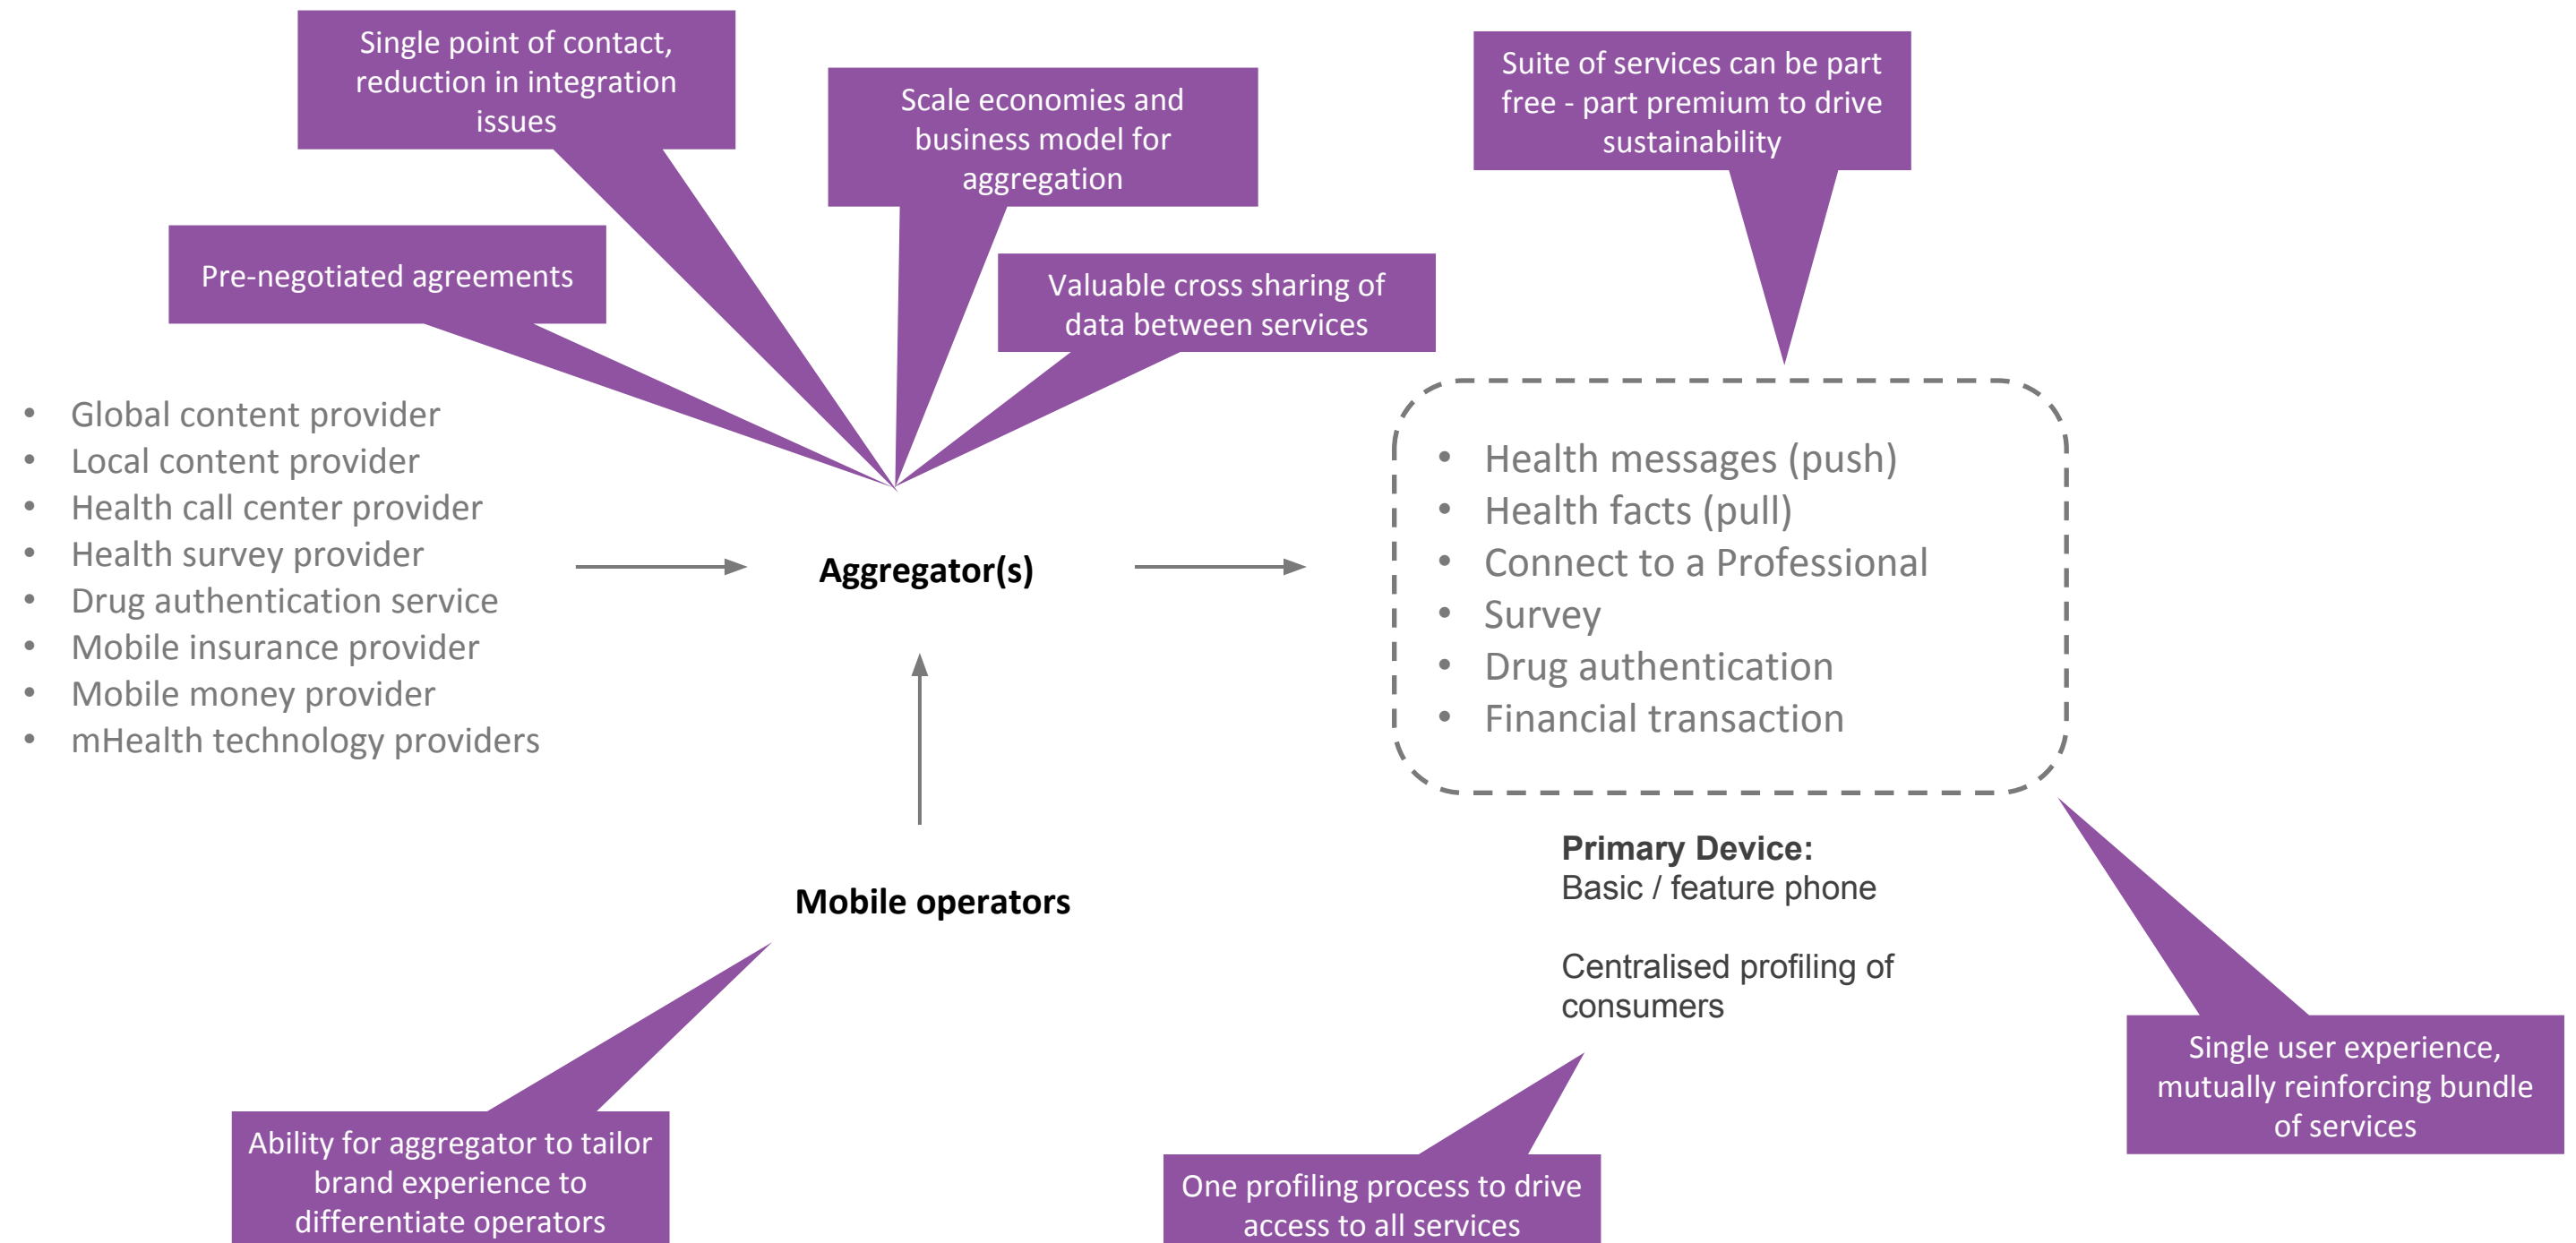 Single point of contact,
reduction in integration
issues
Scale economies and
business model for
aggregation
Suite of services can be part
free - part premium to drive
sustainability
Pre-negotiated agreements
Valuable cross sharing of
data between services
• Global content provider
• Local content provider
• Health call center provider
• Health survey provider
• Drug authentication service
• Mobile insurance provider
• Mobile money provider
• mHealth technology providers
Aggregator(s)
• Health messages (push)
• Health facts (pull)
• Connect to a Professional
• Survey
• Drug authentication
• Financial transaction
Mobile operators
Primary Device:
Basic / feature phone
Centralised profiling of
consumers
Ability for aggregator to tailor
brand experience to
differentiate operators
One profiling process to drive
access to all services
Single user experience,
mutually reinforcing bundle
of services